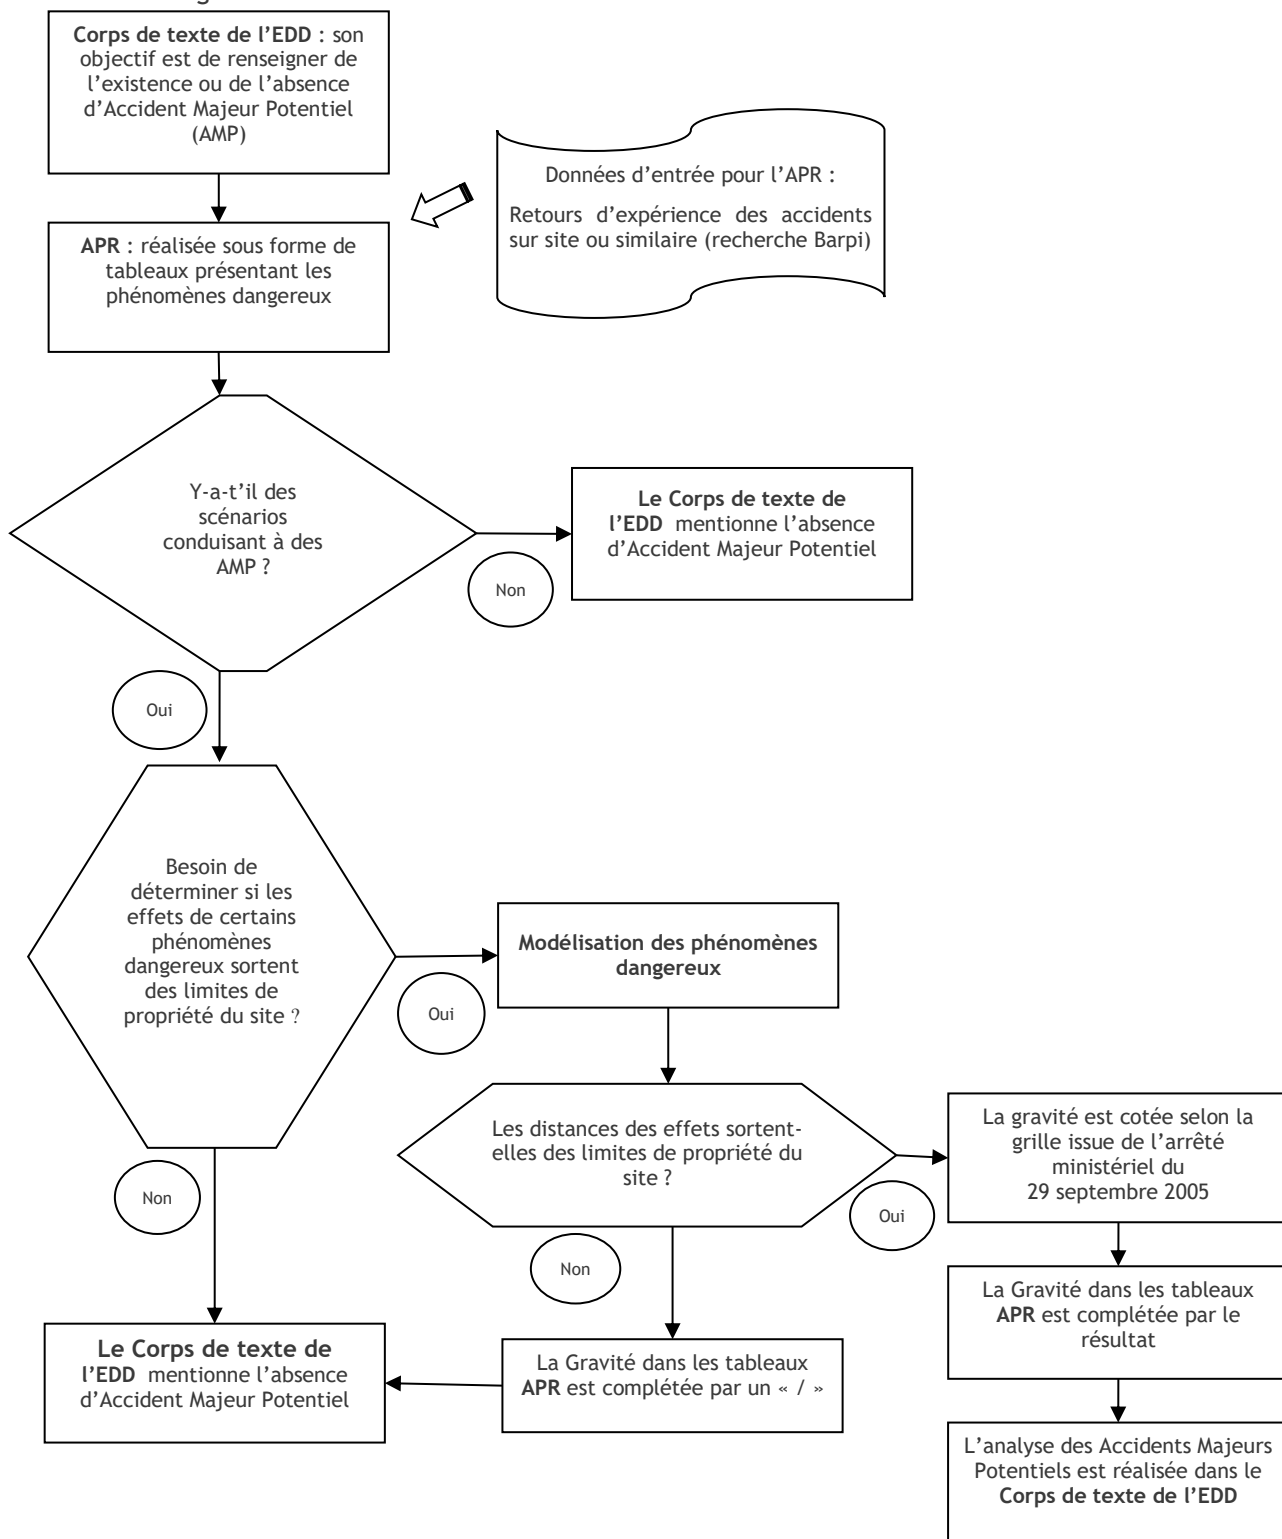 Corps de texte de l’EDD : son
objectif est de renseigner de
l’existence ou de l’absence
d’Accident Majeur Potentiel
(AMP)
Données d’entrée pour l’APR :
Retours d’expérience des accidents
sur site ou similaire (recherche Barpi)
APR : réalisée sous forme de
tableaux présentant les
phénomènes dangereux
Y-a-t’il des
scénarios
conduisant à des
AMP ?
Non
Le Corps de texte de
l’EDD mentionne l’absence
d’Accident Majeur Potentiel
Oui
Besoin de
déterminer si les
effets de certains
phénomènes
dangereux sortent
des limites de
propriété du site ?
Oui
Modélisation des phénomènes
dangereux
Non
Les distances des effets sortent-
elles des limites de propriété du
site ?
Oui
La gravité est cotée selon la
grille issue de l’arrêté
ministériel du
29 septembre 2005
Non
La Gravité dans les tableaux
APR est complétée par le
résultat
Le Corps de texte de
l’EDD mentionne l’absence
d’Accident Majeur Potentiel
La Gravité dans les tableaux
APR est complétée par un « / »
L’analyse des Accidents Majeurs
Potentiels est réalisée dans le
Corps de texte de l’EDD